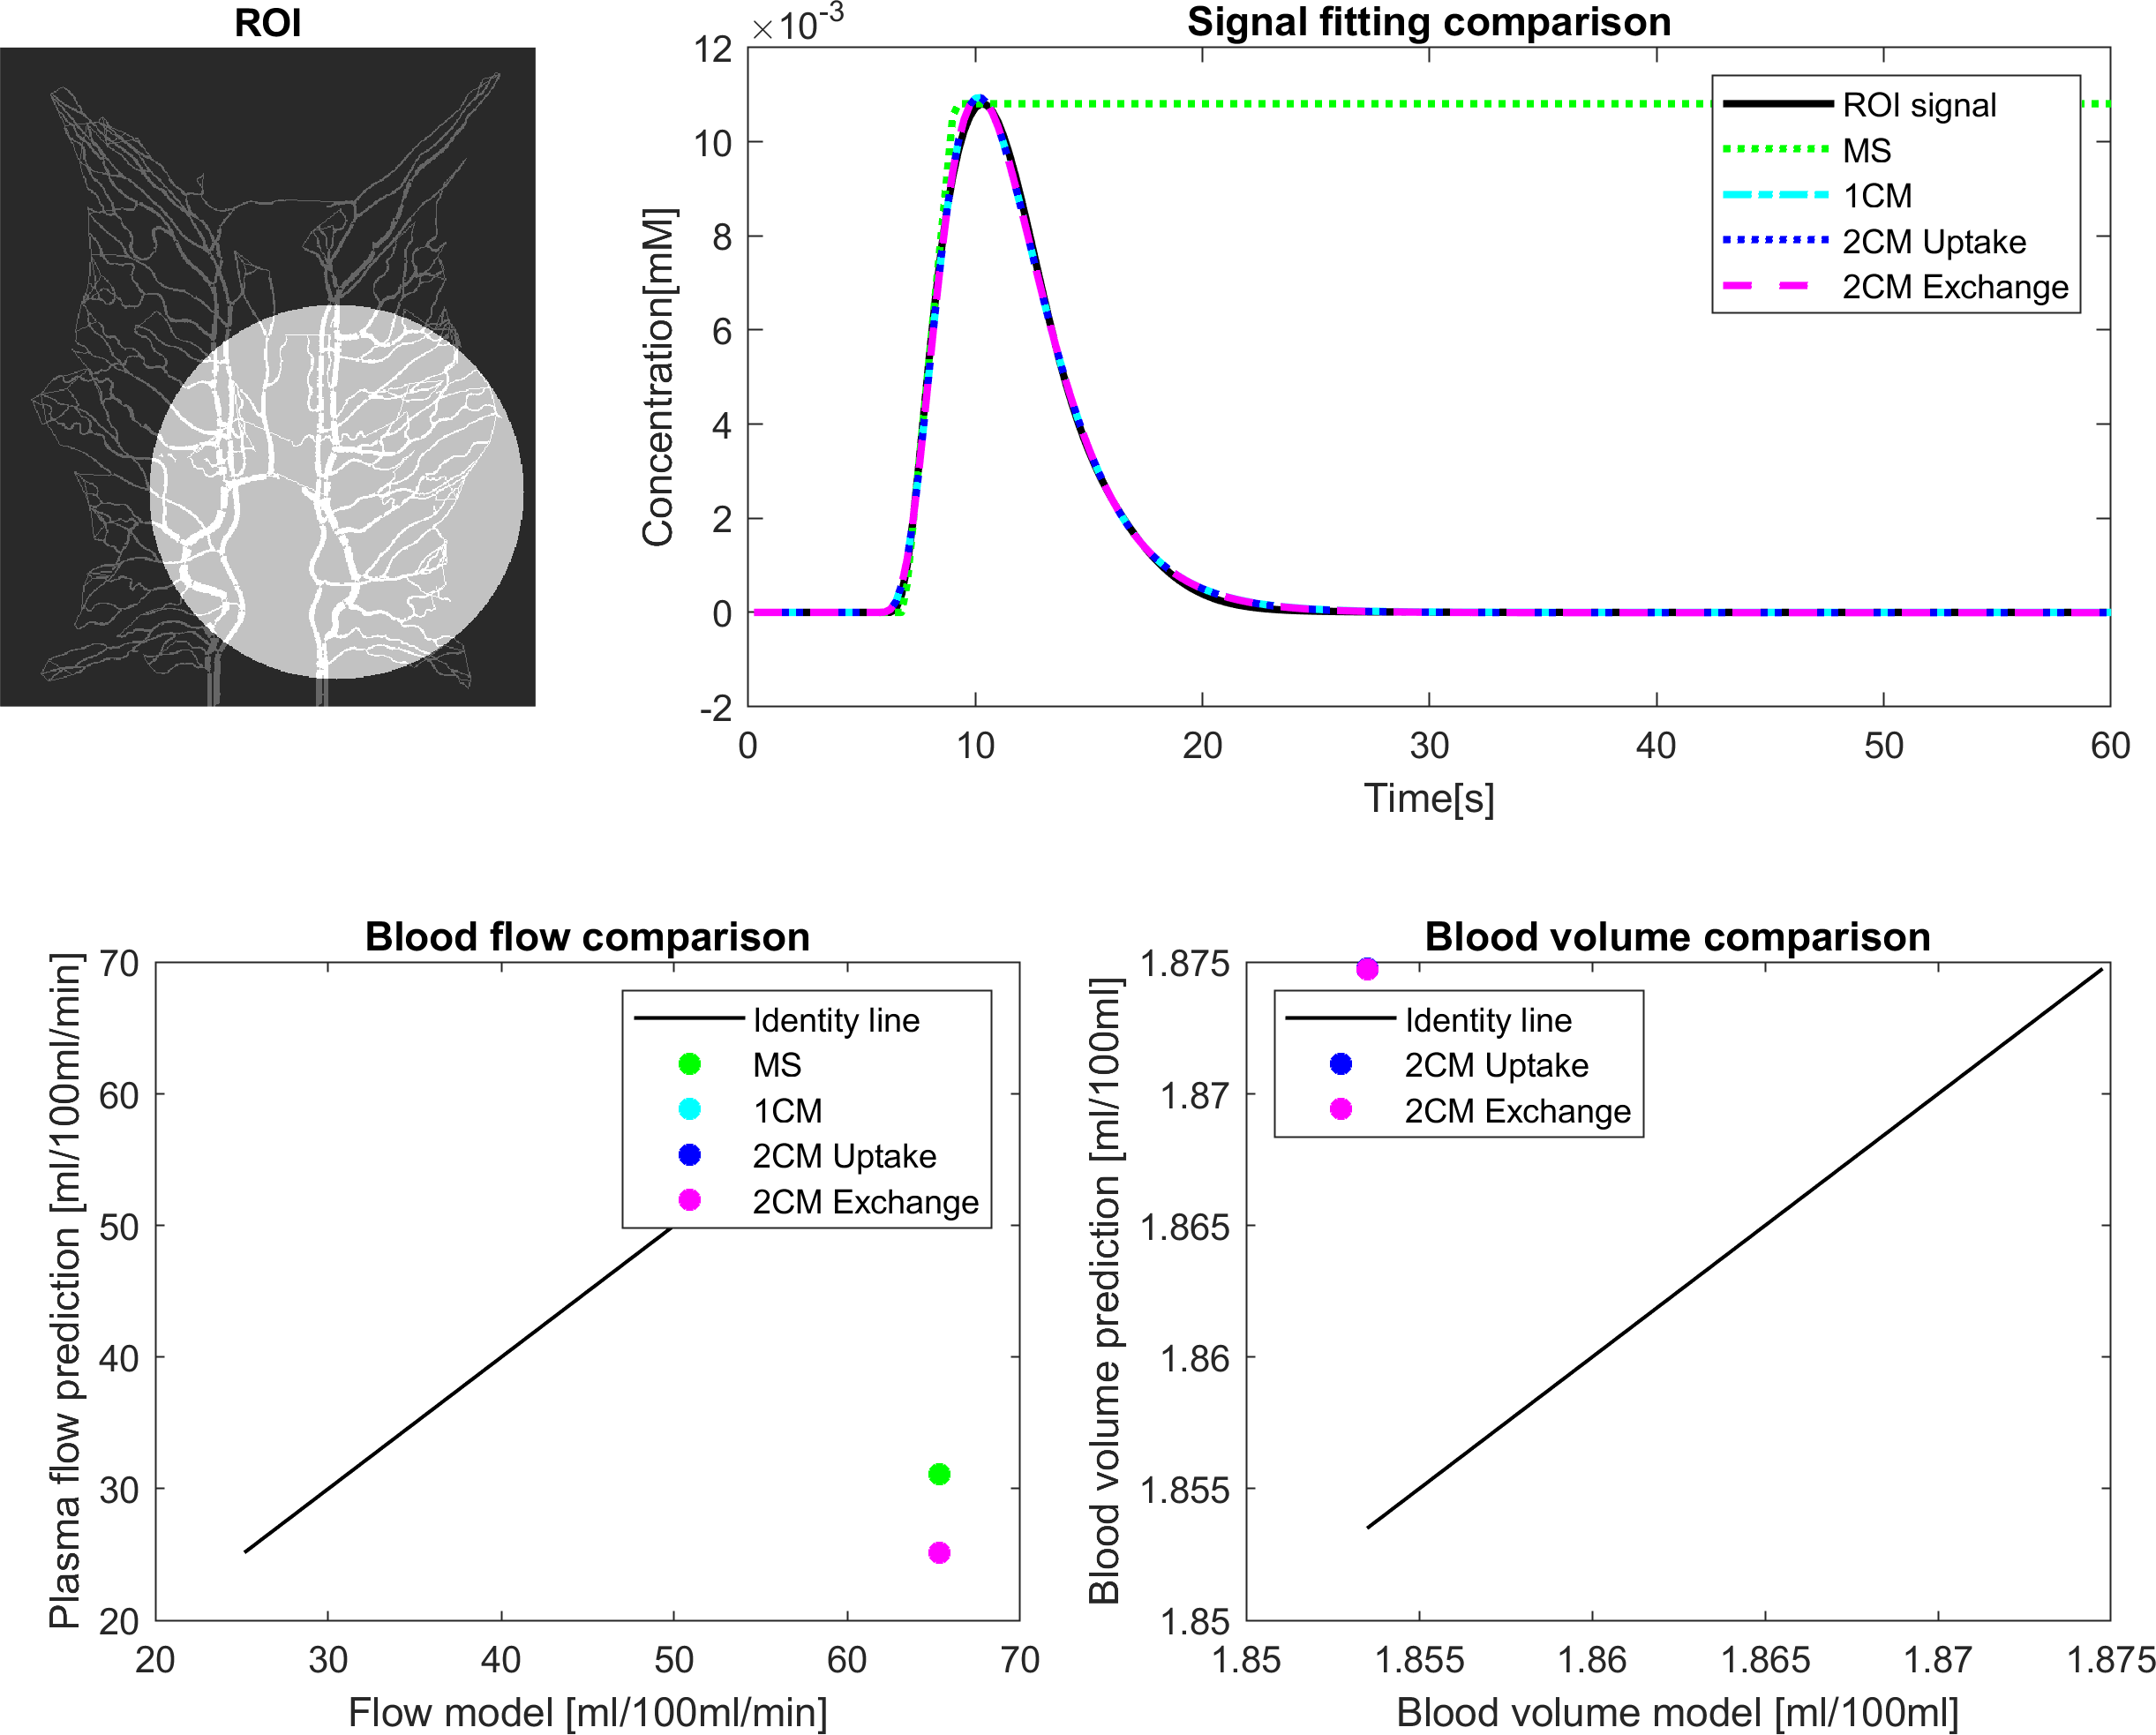 ROI
Signal fitting comparison
×10-3
12
10
8
6
4
2
0
-2
Concentration[mM]
0 10 20 30 40 50 60
Time[s]
ROI signal
MS
1CM
2CM Uptake
2CM Exchange
Blood flow comparison
70
60
50
40
30
20
Plasma flow prediction [ml/100ml/min]
20 30 40 50 60 70
Flow model [ml/100ml/min]
Identity line
MS
1CM
2CM Uptake
2CM Exchange
Blood volume comparison
1.875
1.87
1.865
1.86
1.855
1.85
Blood volume prediction [ml/100ml]
1.85 1.855 1.86 1.865 1.87 1.875
Blood volume model [ml/100ml]
Identity line
2CM Uptake
2CM Exchange